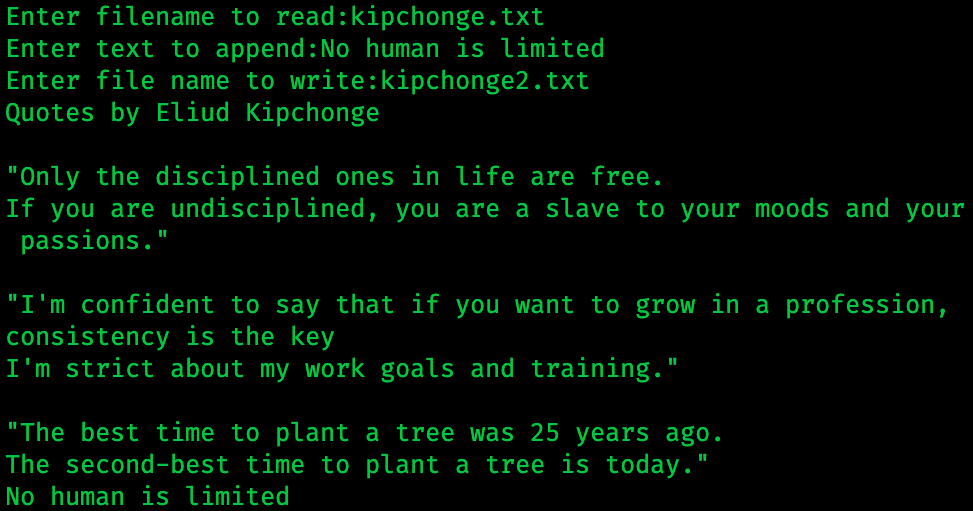 Enter filename to read:kipchonge.txt
Enter text to append:No human is limited
Enter file name to write:kipchonge2.txt
Quotes by Eliud Kipchonge

"Only the disciplined ones in life are free.
If you are undisciplined, you are a slave to your moods and your
 passions."

"I'm confident to say that if you want to grow in a profession,
consistency is the key
I'm strict about my work goals and training."

"The best time to plant a tree was 25 years ago.
The second-best time to plant a tree is today."
No human is limited